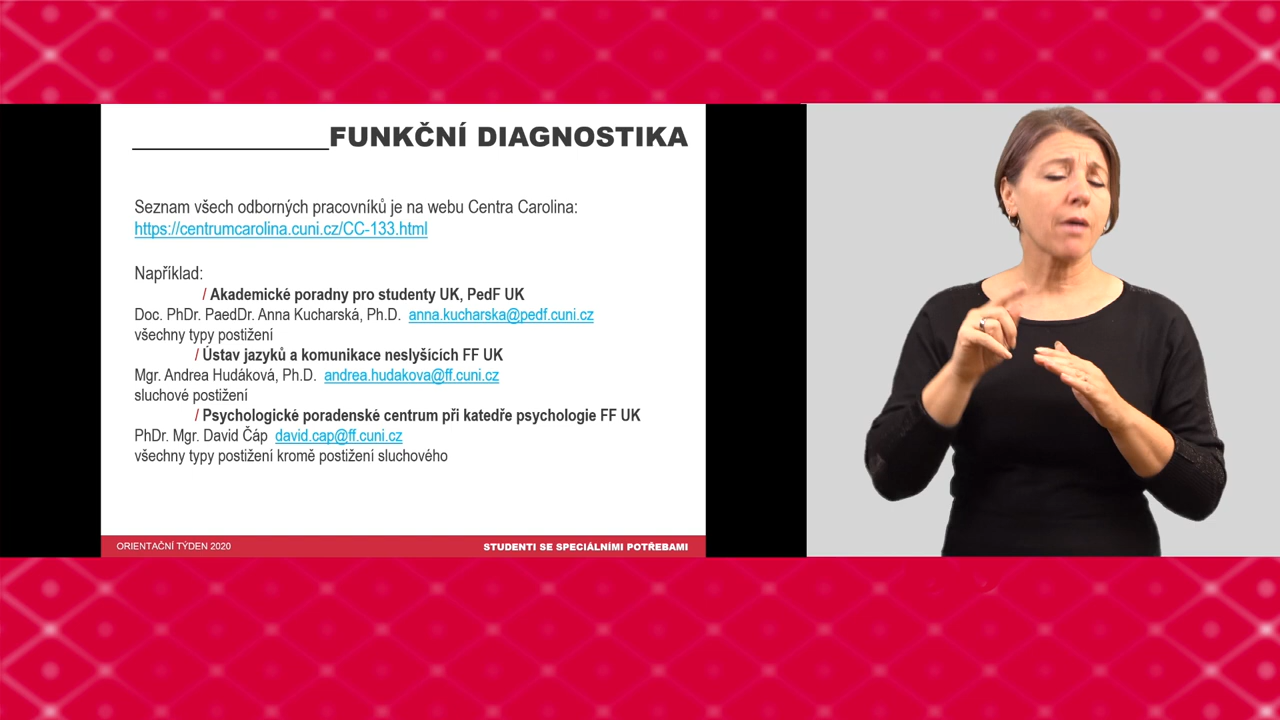 FUNKČNÍ DIAGNOSTIKA
Seznam všech odborných pracovníků je na webu Centra Carolina:
https://centrumcarolina.cuni.cz/CC-133.html
Například:
/ Akademické poradny pro studenty UK, PedF UK
Doc. PhDr. PaedDr. Anna Kucharská, Ph.D. anna.kucharska@pedf.cuni.cz
všechny typy postižení
/ Ústav jazyků a komunikace neslyšících FF UK
Mgr. Andrea Hudáková, Ph.D. andrea.hudakova@ff.cuni.cz
sluchové postižení
/ Psychologické poradenské centrum při katedře psychologie FF UK
PhDr. Mgr. David Čáp david.cap@ff.cuni.cz
všechny typy postižení kromě postižení sluchového
ORIENTAČNÍ TÝDEN 2020
STUDENTI SE SPECIÁLNÍMI POTŘEBAMI